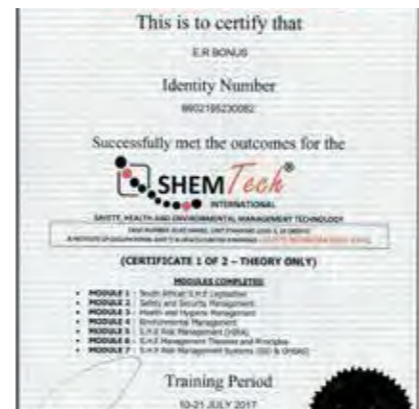 This is to certify that
E.R BONUS
Identity Number
Successfully met the outcomes for the
SHEMTech®
INTERNATIONAL
SAFETY, HEALTH AND ENVIRONMENTAL MANAGEMENT TECHNOLOGY
(CERTIFICATE 1 OF 2 – THEORY ONLY)
MODULES COMPLETED
• MODULE 1 - South African S.H.E Legislation
• MODULE 2 - Safety and Security Management
• MODULE 3 - Health and Hygiene Management
• MODULE 4 - Environmental Management
• MODULE 5 - S.H.E Risk Management (HIRA)
• MODULE 6 - S.H.E Management Theories and Principles
• MODULE 7 - S.H.E Risk Management Systems (ISO & OHSAS)
Training Period
10-21 JULY 2017